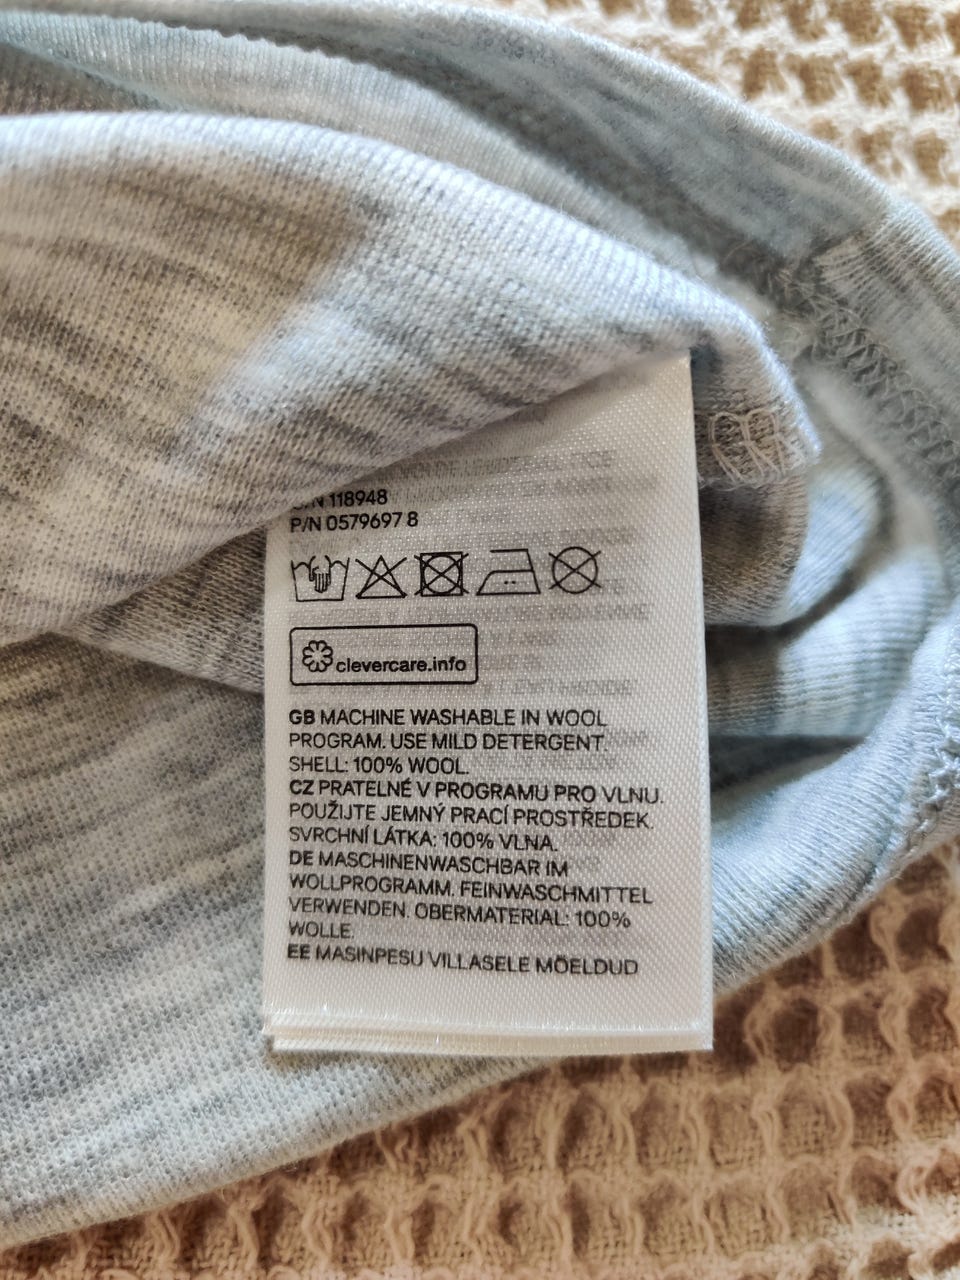 118948
P/N 0579697 8
clevercare.info
GB MACHINE WASHABLE IN WOOL
PROGRAM. USE MILD DETERGENT.
SHELL: 100% WOOL.
CZ PRATELNÉ V PROGRAMU PRO VLNU.
POUŽIJTE JEMNÝ PRACÍ PROSTŘEDEK.
SVRCHNÍ LÁTKA: 100% VLNA.
DE MASCHINENWASCHBAR IM
WOLLPROGRAMM. FEINWASCHMITTEL
VERWENDEN. OBERMATERIAL: 100%
WOLLE.
EE MASINPESU VILLASELE MÖELDUD